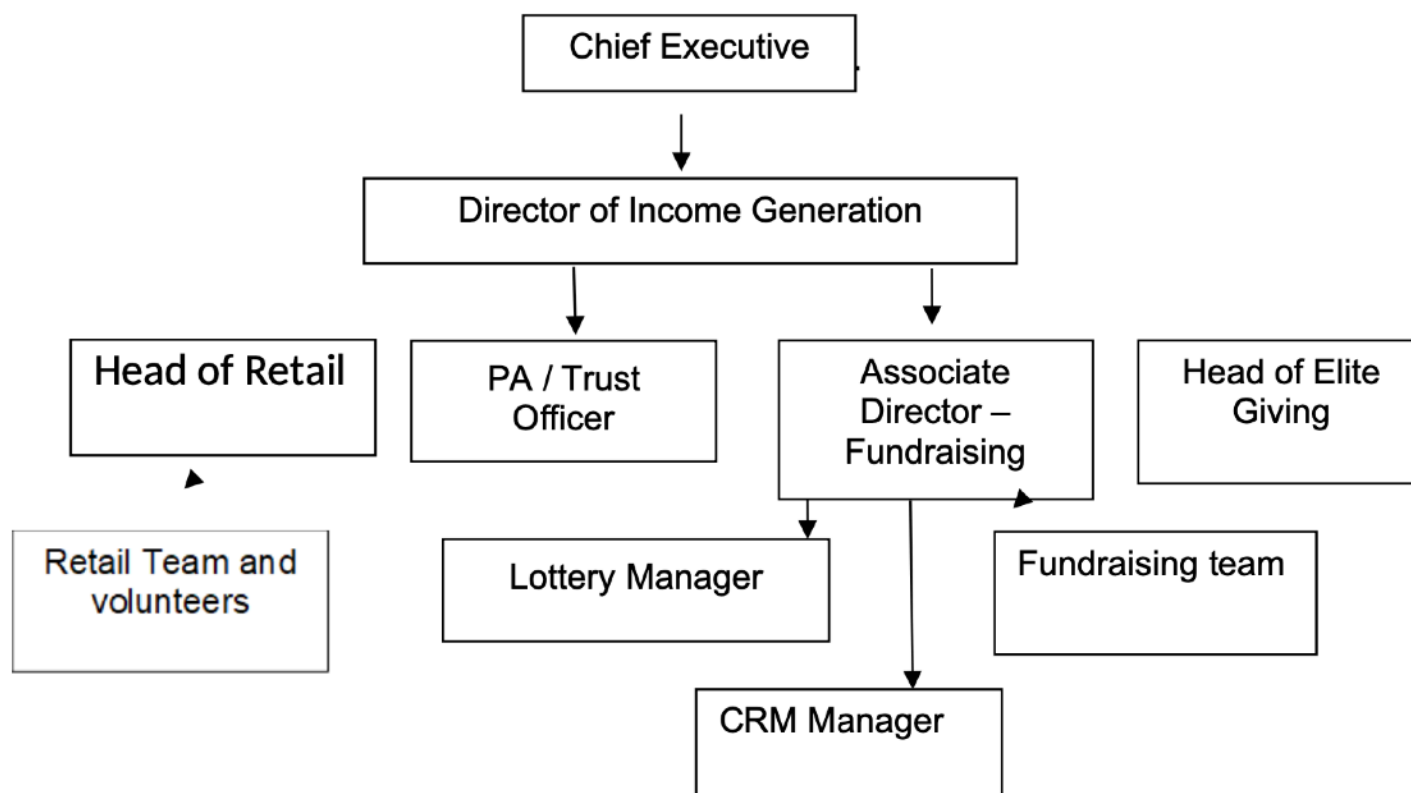 Chief Executive
Director of Income Generation
Head of Retail
PA / Trust
Officer
Associate
Director –
Fundraising
Head of Elite
Giving
Retail Team and
volunteers
Lottery Manager
Fundraising team
CRM Manager